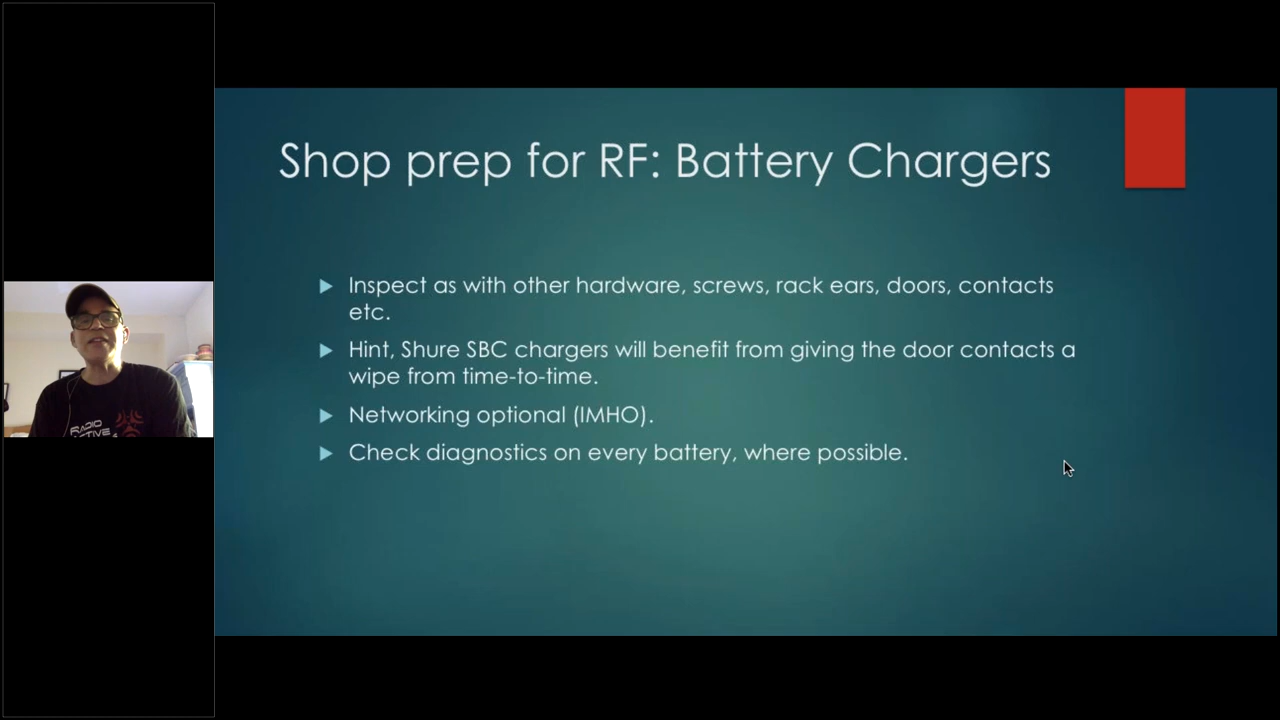 Shop prep for RF: Battery Chargers
Inspect as with other hardware, screws, rack ears, doors, contacts
etc.
Hint, Shure SBC chargers will benefit from giving the door contacts a
wipe from time-to-time.
Networking optional (IMHO).
Check diagnostics on every battery, where possible.
RADIO